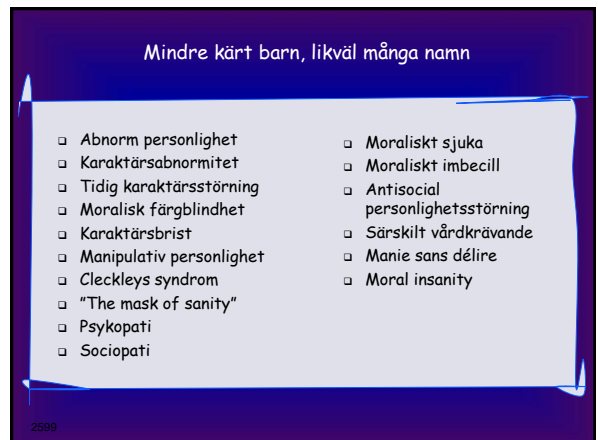 Mindre kärt barn, likväl många namn
Abnorm personlighet
Karaktärsabnormitet
Tidig karaktärsstörning
Moralisk färgblindhet
Karaktärsbrist
Manipulativ personlighet
Cleckleys syndrom
”The mask of sanity”
Psykopati
Sociopati
Moraliskt sjuka
Moraliskt imbecill
Antisocial
personlighetsstörning
Särskilt vårdkrävande
Manie sans délire
Moral insanity
2599